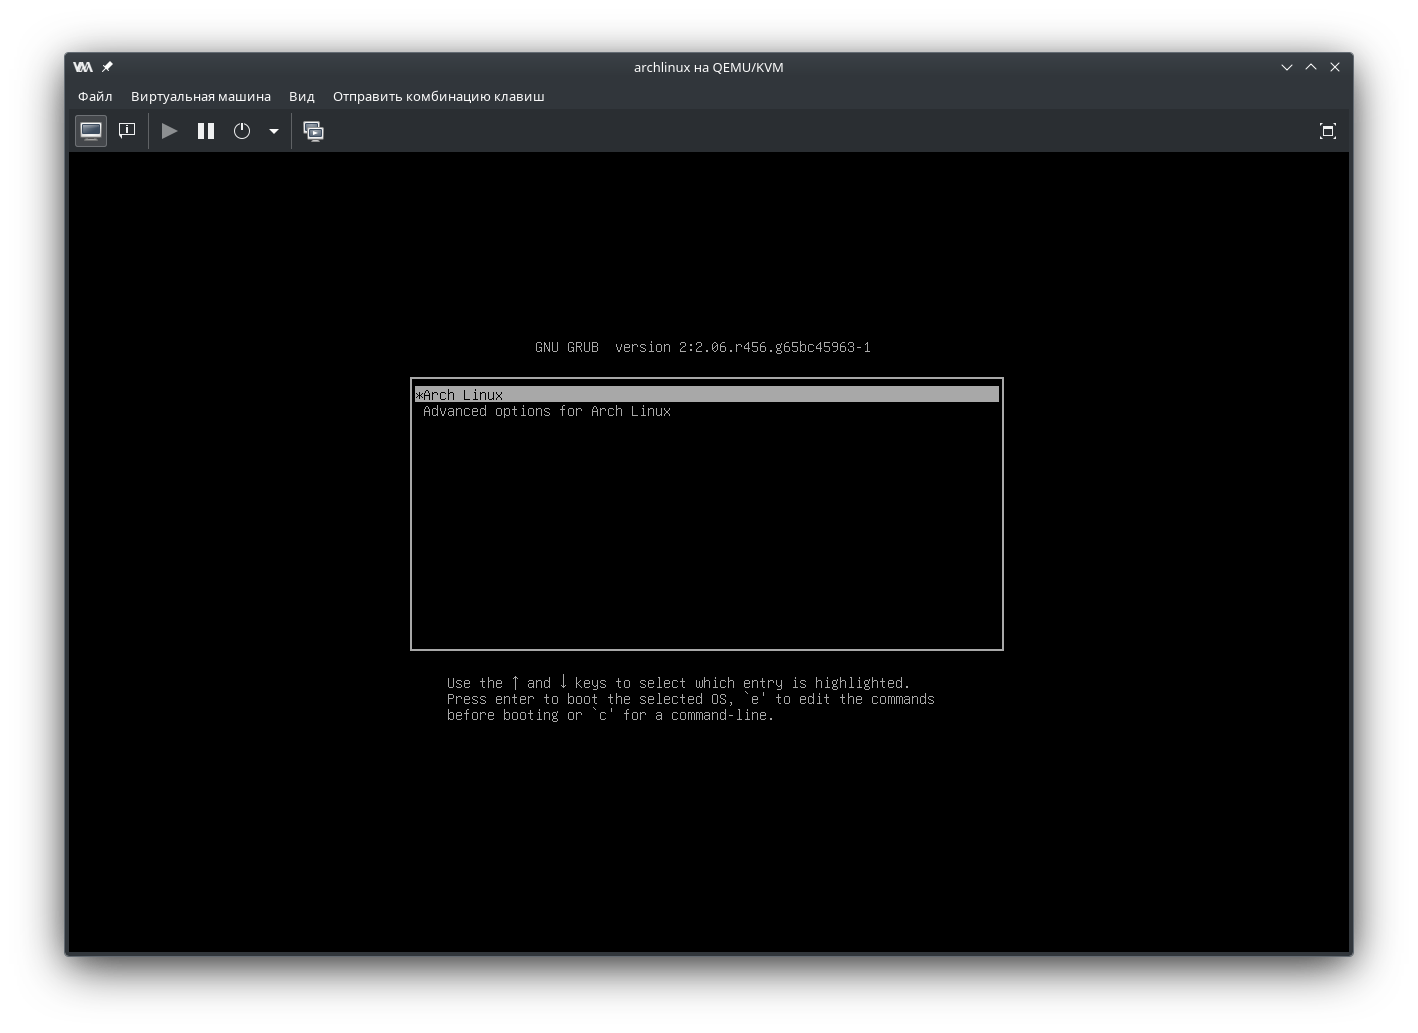 archlinux на QEMU/KVM
Файл Виртуальная машина Вид Отправить комбинацию клавиш
GNU GRUB version 2:2.06.r456.g65bc45963-1
*Arch Linux
Advanced options for Arch Linux
Use the ↑ and ↓ keys to select which entry is highlighted.
Press enter to boot the selected OS, `e' to edit the commands
before booting or `c' for a command-line.